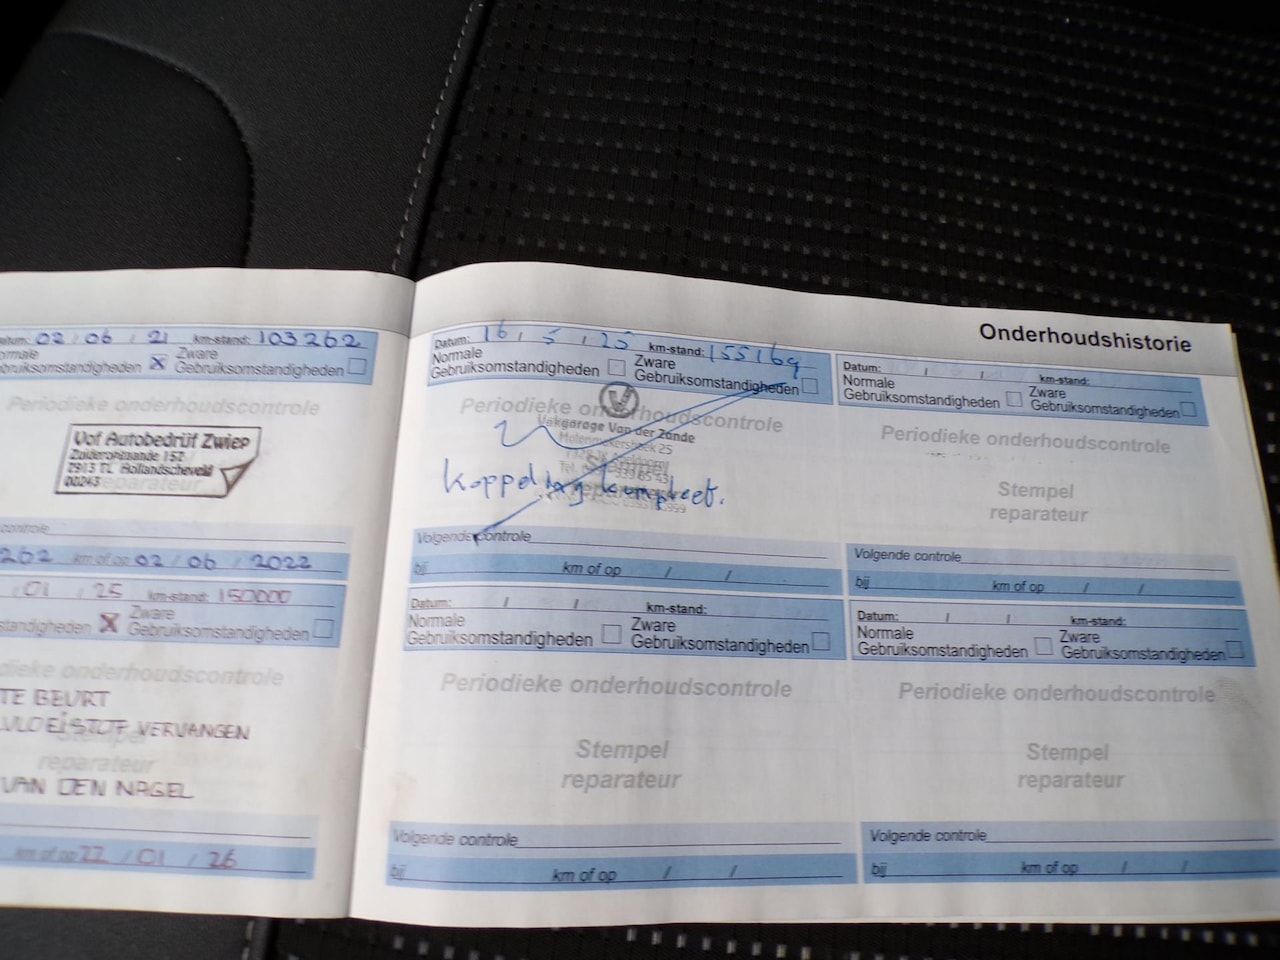 Onderhoudshistorie
02 / 06 / 21 km-stand: 103262
Zware
Gebruiksomstandigheden
Periodieke onderhoudscontrole
Vof Autobedrijf Zwiep
Zuideropgaande 152
7913 TL Hollandscheveld
00243 reparateur
controle
262 km of op 02 / 06 / 2022
/ 01 / 25 km-stand: 150000
Zware
Gebruiksomstandigheden
onderhoudscontrole
TE BEURT
VLOEISTOF VERVANGEN
Stempel
reparateur
VAN DEN NAGEL
km of op 22 / 01 / 26
Datum: 16 / 5 / 25 km-stand: 155169
Normale
Gebruiksomstandigheden
Zware
Gebruiksomstandigheden
Periodieke onderhoudscontrole
Vakgarage Van der Zande
Stempel
Koppeling kompleet.
Volgende controle
bij km of op / /
Datum: / / km-stand:
Normale
Gebruiksomstandigheden
Zware
Gebruiksomstandigheden
Periodieke onderhoudscontrole
Stempel
reparateur
Volgende controle
bij km of op / /
Datum: / / km-stand:
Normale
Gebruiksomstandigheden
Zware
Gebruiksomstandigheden
Periodieke onderhoudscontrole
Stempel
reparateur
Volgende controle
bij km of op / /
Datum: / / km-stand:
Normale
Gebruiksomstandigheden
Zware
Gebruiksomstandigheden
Periodieke onderhoudscontrole
Stempel
reparateur
Volgende controle
bij km of op / /